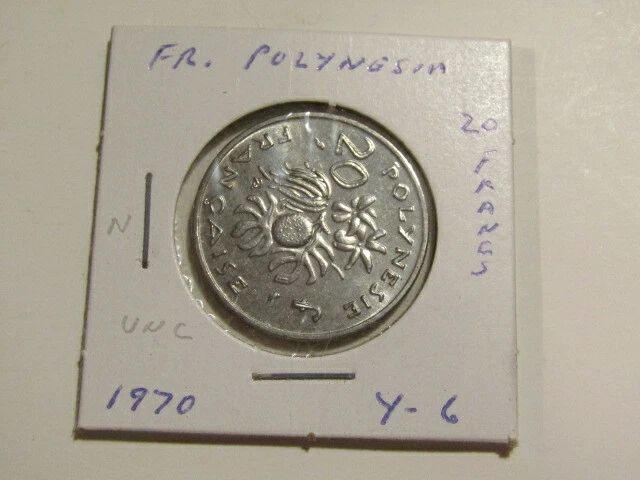 FR. POLYNESIA
20 FRANCS
20 F.
POLYNESIE FRANÇAISE
N
UNC
1970
Y-6